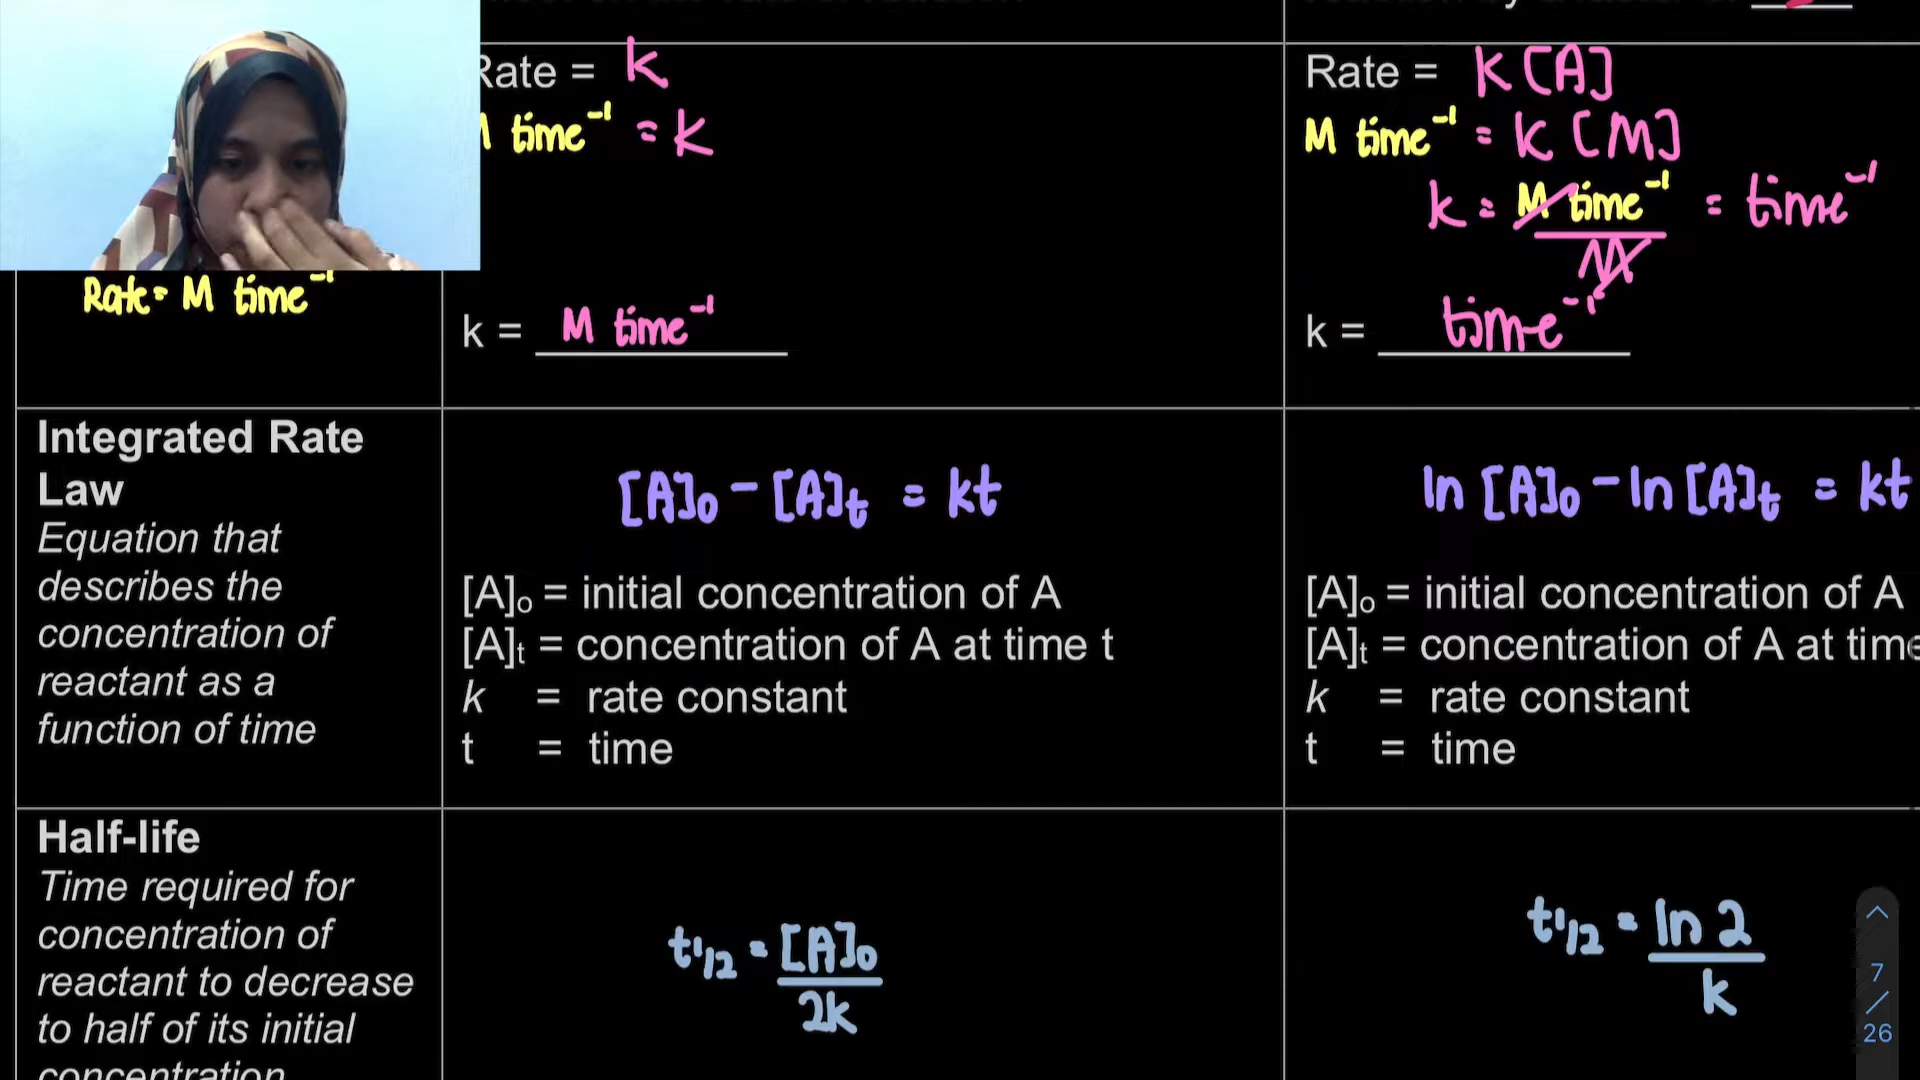 Rate = k
M time⁻¹ = k
k = M time⁻¹
Rate = k [A]
M time⁻¹ = k [M]
k = M time⁻¹ / M = time⁻¹
k = time⁻¹
Rate = M time⁻¹
Integrated Rate
Law
Equation that
describes the
concentration of
reactant as a
function of time
[A]₀ - [A]t = kt
[A]₀ = initial concentration of A
[A]t = concentration of A at time t
k = rate constant
t = time
ln [A]₀ - ln [A]t = kt
[A]₀ = initial concentration of A
[A]t = concentration of A at time
k = rate constant
t = time
Half-life
Time required for
concentration of
reactant to decrease
to half of its initial
concentration
t1/2 = [A]₀
2k
t1/2 = ln 2
k
7
/
26